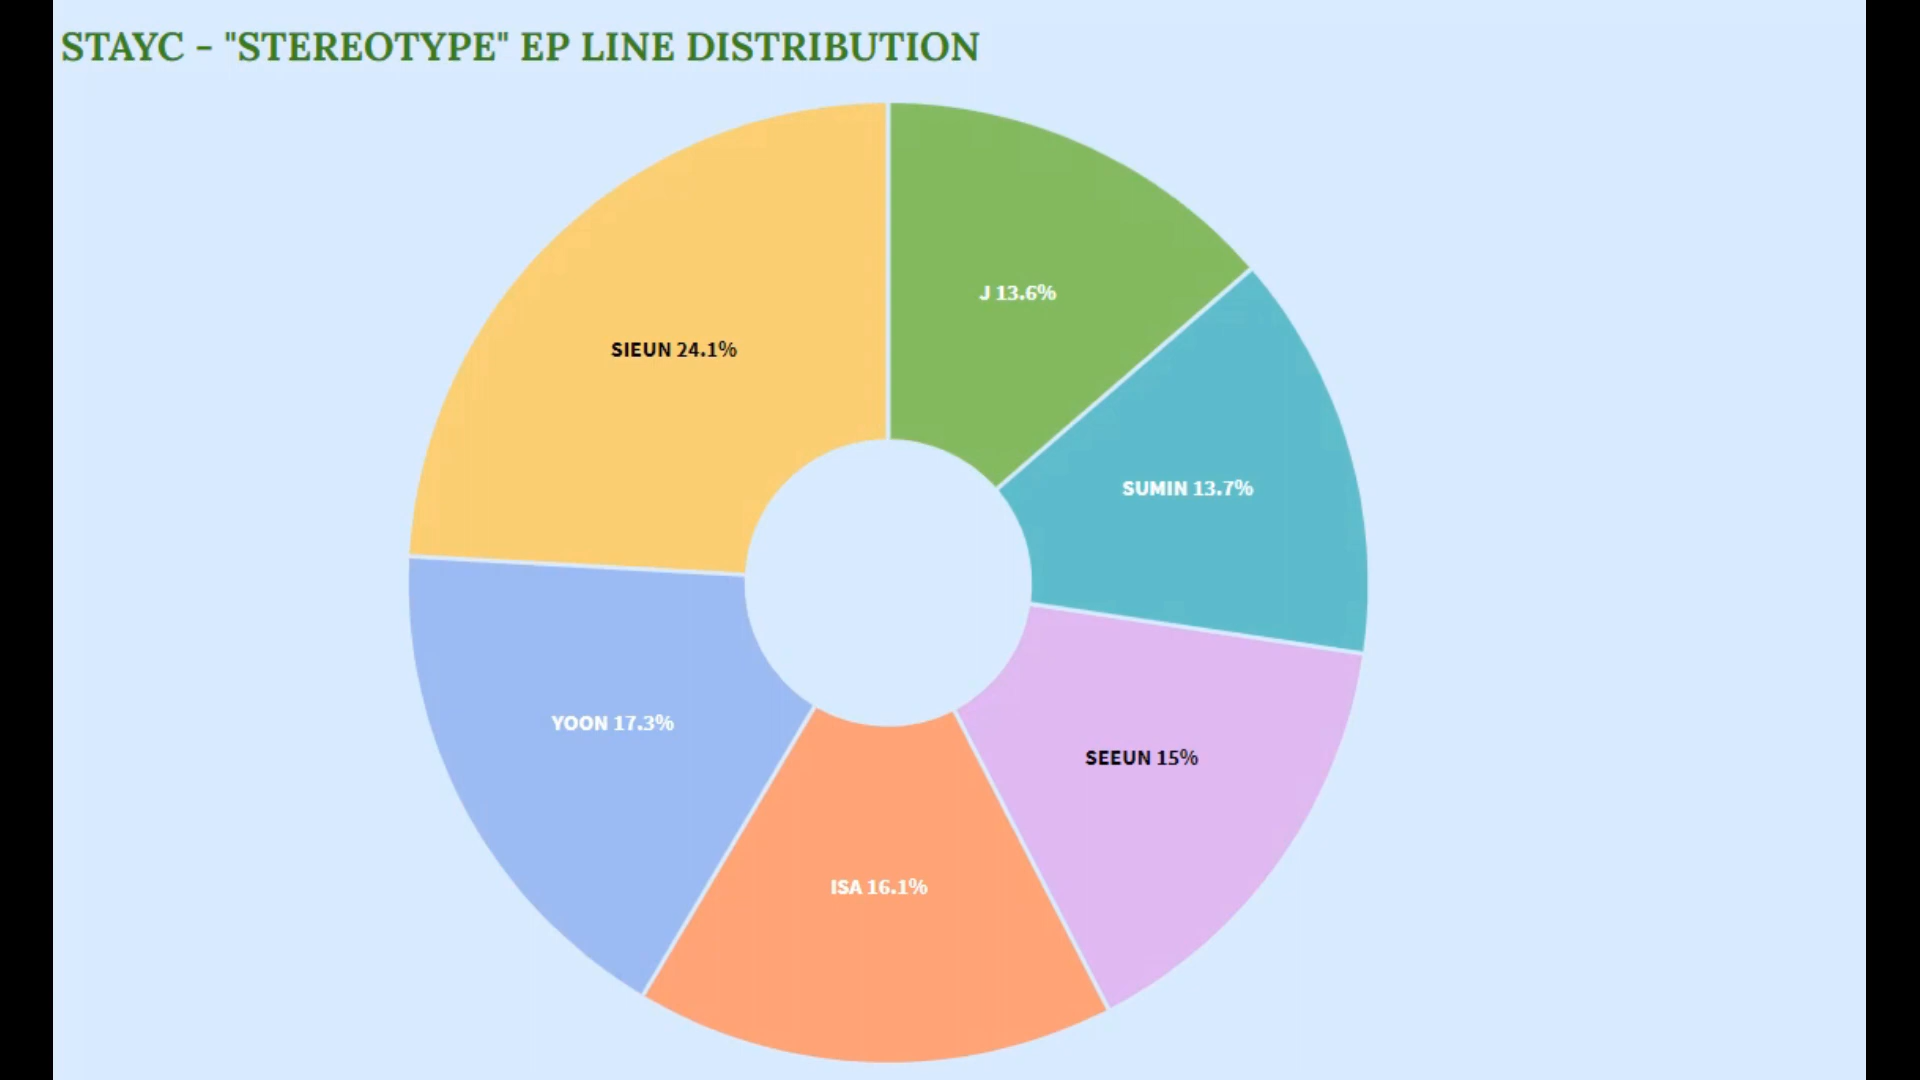 STAYC - "STEREOTYPE" EP LINE DISTRIBUTION
J 13.6%
SIEUN 24.1%
SUMIN 13.7%
YOON 17.3%
SEEUN 15%
ISA 16.1%